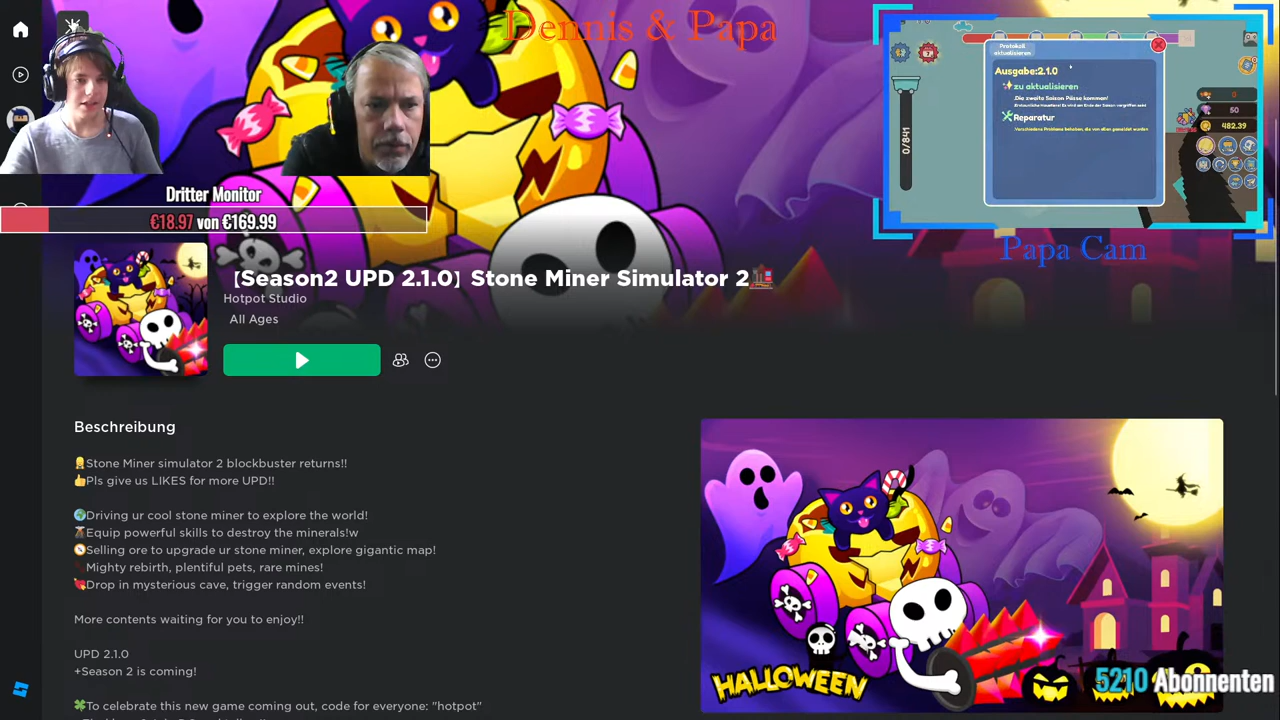 Dennis & Papa
Dritter Monitor
€18.97 von €169.99
Protokoll
aktualisieren
Ausgabe:2.1.0
zu aktualisieren
Die zweite Saison Pässe kommen!
Reparatur
0/841
0
50
482.39
Papa Cam
【Season2 UPD 2.1.0】Stone Miner Simulator 2🚂
Hotpot Studio
All Ages
Beschreibung
👷Stone Miner simulator 2 blockbuster returns!!
👍Pls give us LIKES for more UPD!!
🌍Driving ur cool stone miner to explore the world!
Equip powerful skills to destroy the minerals!w
🧭Selling ore to upgrade ur stone miner, explore gigantic map!
Mighty rebirth, plentiful pets, rare mines!
💘Drop in mysterious cave, trigger random events!
More contents waiting for you to enjoy!!
UPD 2.1.0
+Season 2 is coming!
🍀To celebrate this new game coming out, code for everyone: "hotpot"
HALLOWEEN
5210 Abonnenten